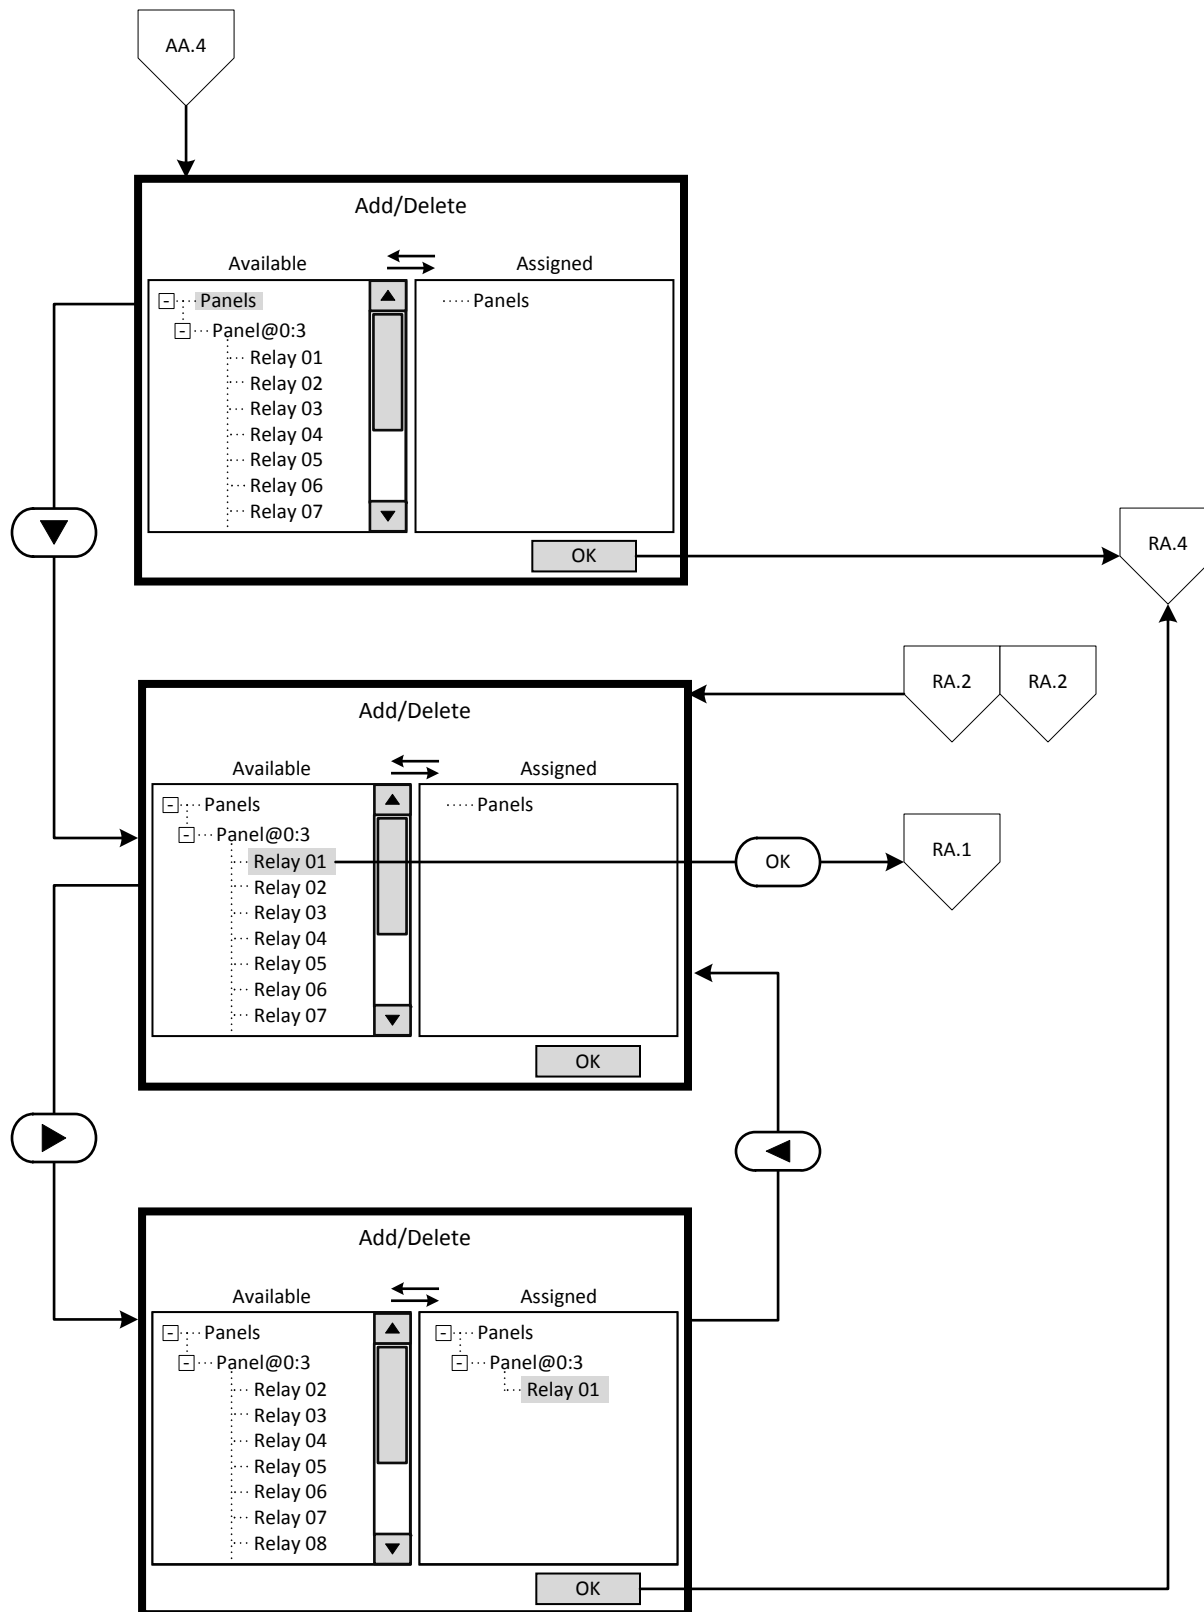 AA.4
Add/Delete
Available Assigned
Panels Panels
Panel@0:3
Relay 01
Relay 02
Relay 03
Relay 04
Relay 05
Relay 06
Relay 07
OK
RA.4
RA.2 RA.2
Add/Delete
Available Assigned
Panels Panels
Panel@0:3
Relay 01
Relay 02
Relay 03
Relay 04
Relay 05
Relay 06
Relay 07
OK
OK
RA.1
Add/Delete
Available Assigned
Panels Panels
Panel@0:3 Panel@0:3
Relay 02 Relay 01
Relay 03
Relay 04
Relay 05
Relay 06
Relay 07
Relay 08
OK